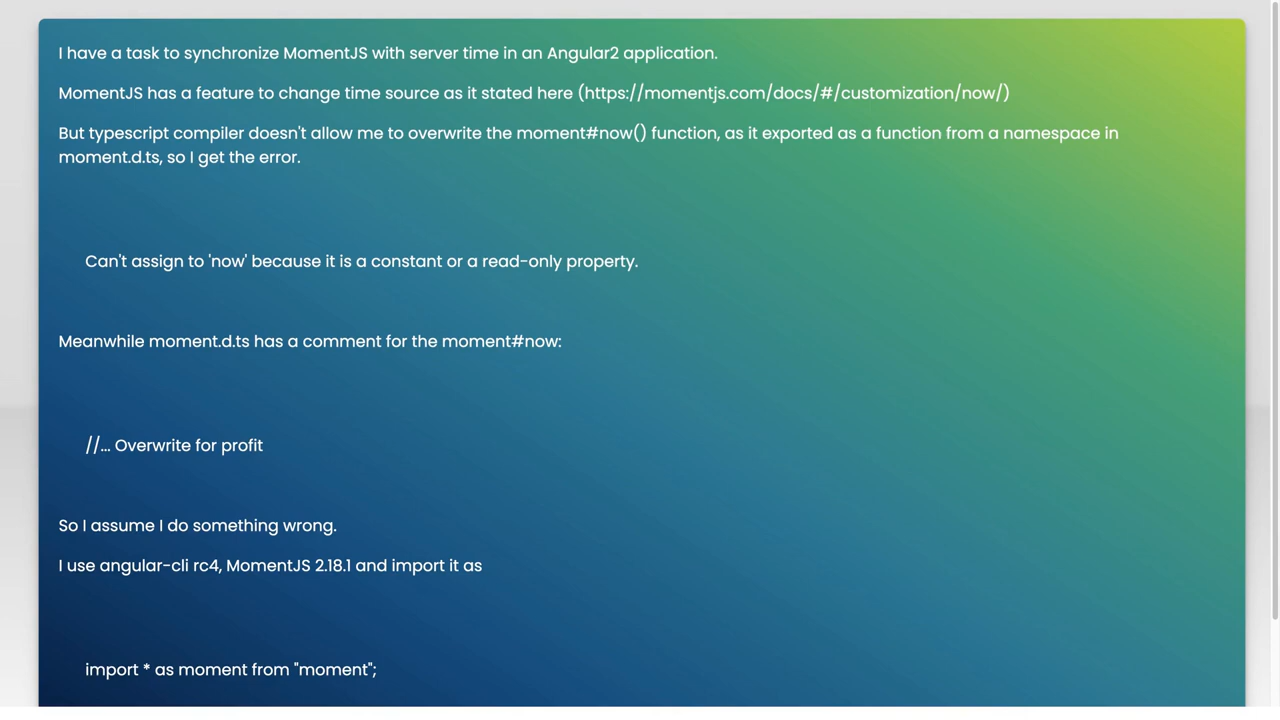 I have a task to synchronize MomentJS with server time in an Angular2 application.
MomentJS has a feature to change time source as it stated here (https://momentjs.com/docs/#/customization/now/)
But typescript compiler doesn't allow me to overwrite the moment#now() function, as it exported as a function from a namespace in
moment.d.ts, so I get the error.
Can't assign to 'now' because it is a constant or a read-only property.
Meanwhile moment.d.ts has a comment for the moment#now:
//... Overwrite for profit
So I assume I do something wrong.
I use angular-cli rc4, MomentJS 2.18.1 and import it as
import * as moment from "moment";